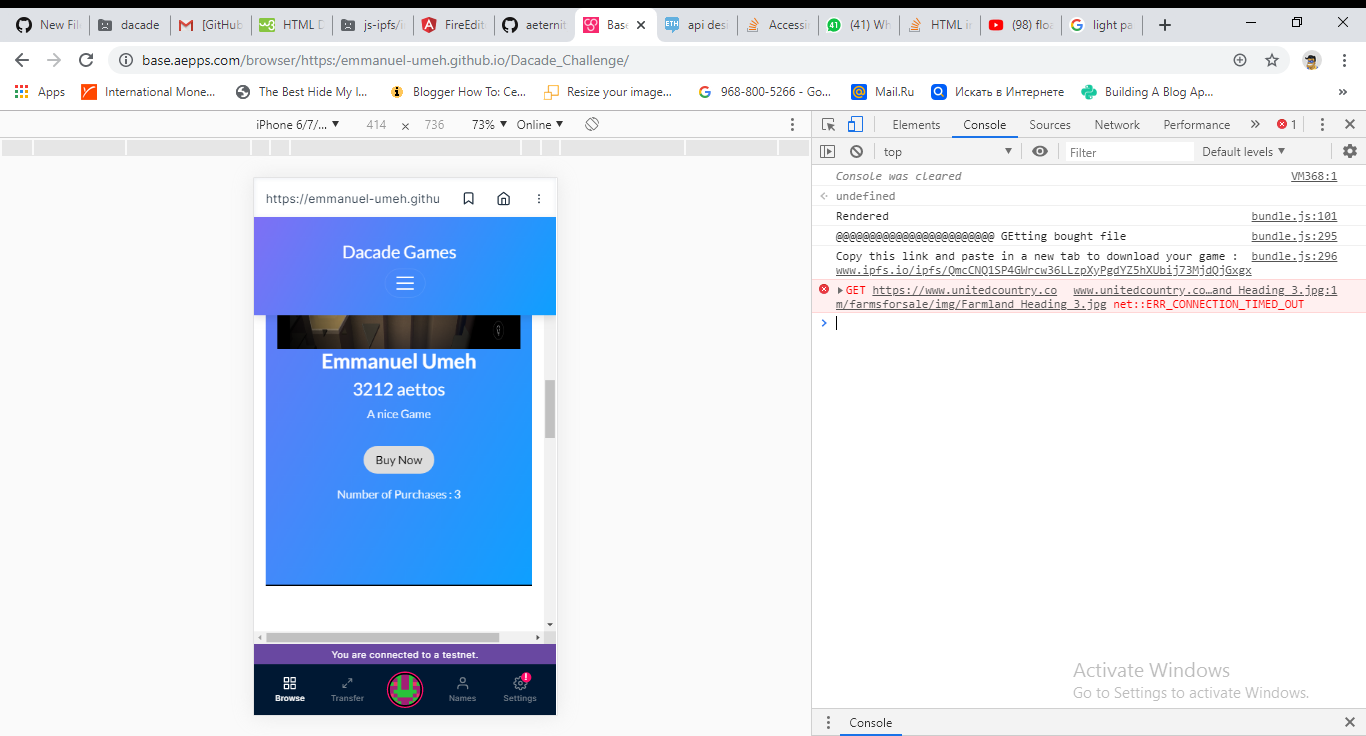 New Fil dacade [GitHub HTML D js-ipfs/i FireEdit aeternit Base api des Accessin (41) Wh HTML in (98) floa light pa
base.aepps.com/browser/https:/emmanuel-umeh.github.io/Dacade_Challenge/
Apps International Mone... The Best Hide My I... Blogger How To: Ce... Resize your image... 968-800-5266 - Go... Mail.Ru Искать в Интернете Building A Blog Ap... »
iPhone 6/7/... ▼ 414 x 736 73% ▼ Online ▼
Elements Console Sources Network Performance » 1
top ▼ Filter Default levels ▼
Console was cleared VM368:1
undefined
Rendered bundle.js:101
@@@@@@@@@@@@@@@@@@@@@@@@ GEtting bought file bundle.js:295
Copy this link and paste in a new tab to download your game : bundle.js:296
www.ipfs.io/ipfs/QmcCNQ1SP4GWrcw36LLzpXyPgdYZ5hXUbij73MjdQjGxgx
GET https://www.unitedcountry.co www.unitedcountry.co…and Heading 3.jpg:1
m/farmsforsale/img/Farmland Heading 3.jpg net::ERR_CONNECTION_TIMED_OUT
https://emmanuel-umeh.githu
Dacade Games
Emmanuel Umeh
3212 aettos
A nice Game
Buy Now
Number of Purchases : 3
You are connected to a testnet.
Browse Transfer Names Settings
Activate Windows
Go to Settings to activate Windows.
Console